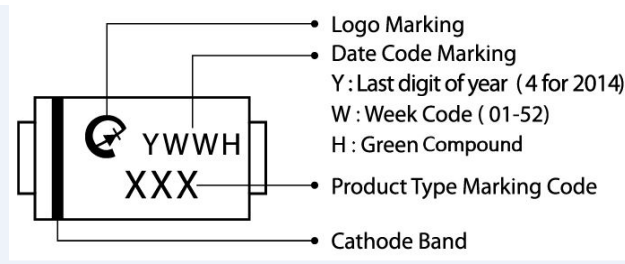 Logo Marking
Date Code Marking
Y : Last digit of year ( 4 for 2014)
W : Week Code ( 01-52)
H : Green Compound
YWWH
XXX
Product Type Marking Code
Cathode Band